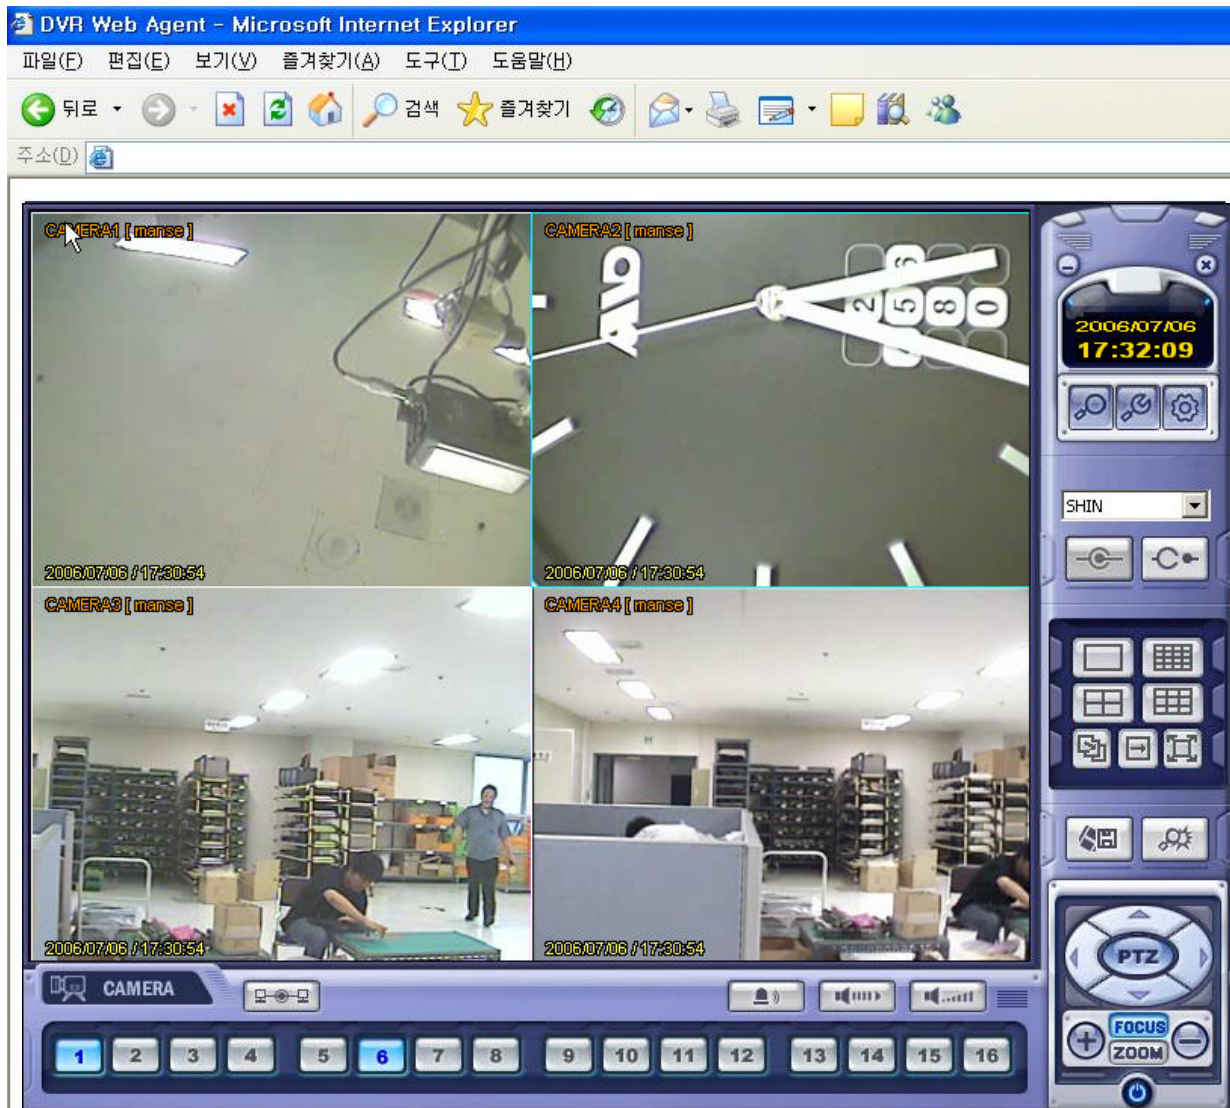 DVR Web Agent - Microsoft Internet Explorer
파일(F) 편집(E) 보기(V) 즐겨찾기(A) 도구(T) 도움말(H)
뒤로 검색 즐겨찾기
주소(D)
CAMERA1 [ manse ]
CAMERA2 [ manse ]
2
5
8
0
2006/07/06
17:32:09
SHIN
2006/07/06 / 17:30:54
2006/07/06 / 17:30:54
CAMERA3 [ manse ]
CAMERA4 [ manse ]
2006/07/06 / 17:30:54
2006/07/06 / 17:30:54
PTZ
CAMERA
FOCUS
ZOOM
1 2 3 4 5 6 7 8 9 10 11 12 13 14 15 16